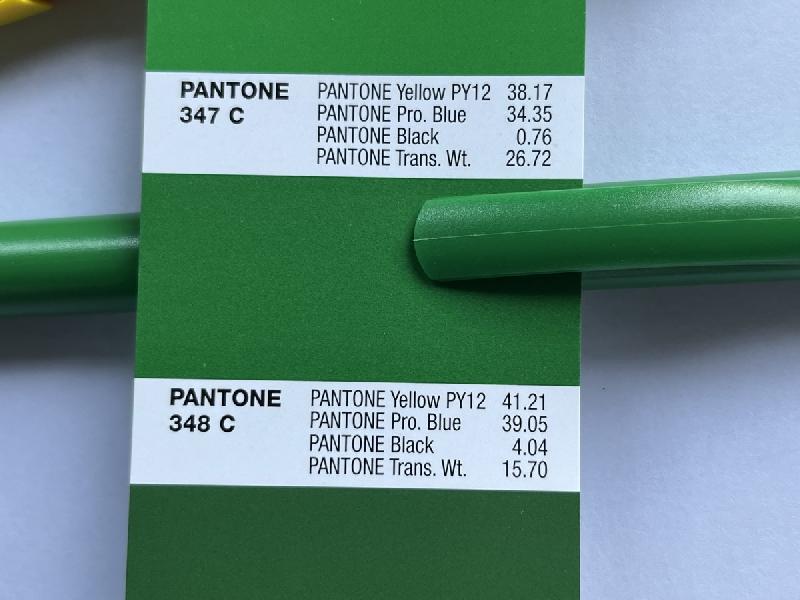 PANTONE
347 C
PANTONE Yellow PY12 38.17
PANTONE Pro. Blue 34.35
PANTONE Black 0.76
PANTONE Trans. Wt. 26.72
PANTONE
348 C
PANTONE Yellow PY12 41.21
PANTONE Pro. Blue 39.05
PANTONE Black 4.04
PANTONE Trans. Wt. 15.70